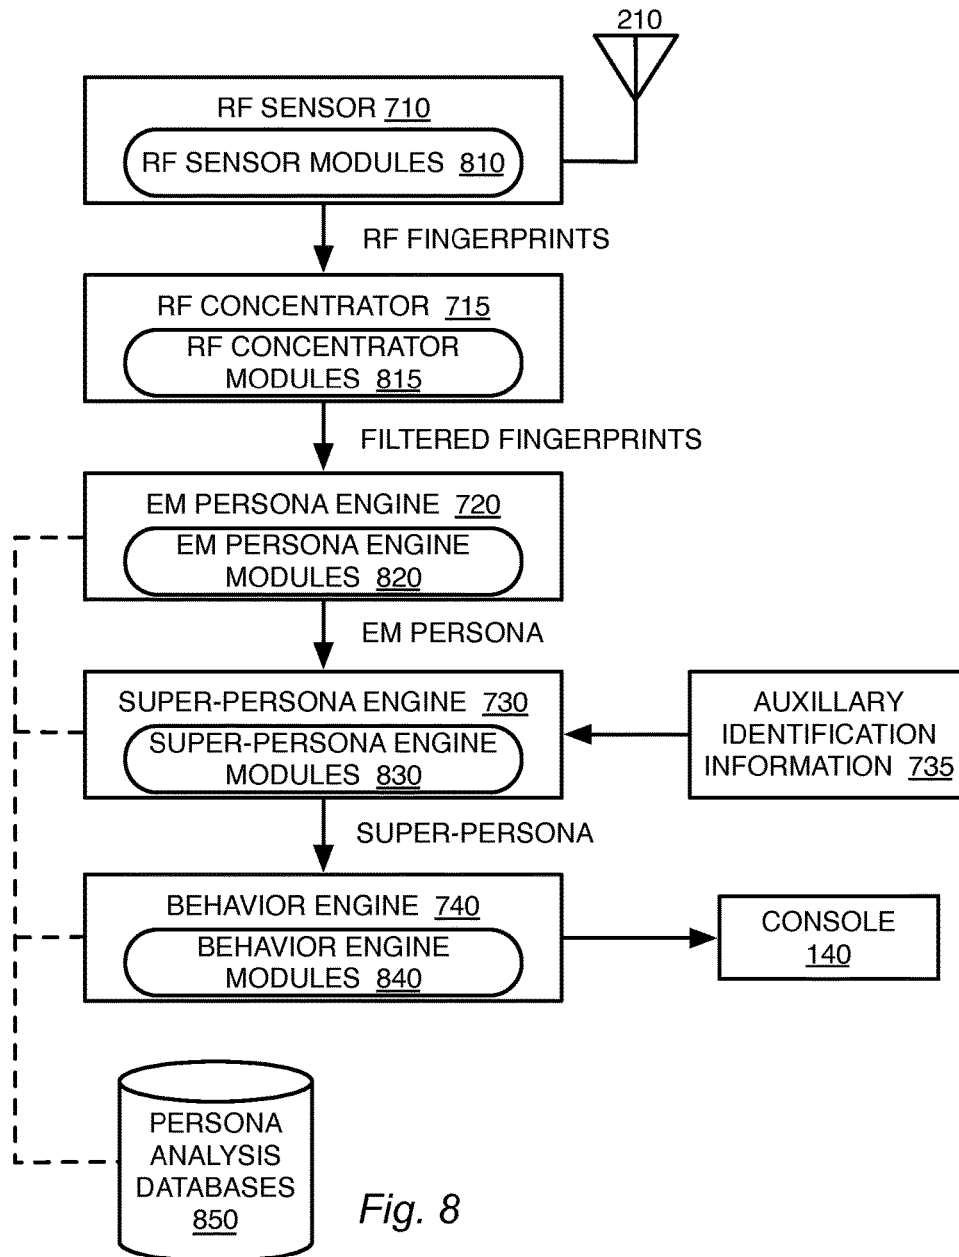 210
RF SENSOR 710
RF SENSOR MODULES 810
RF FINGERPRINTS
RF CONCENTRATOR 715
RF CONCENTRATOR
MODULES 815
FILTERED FINGERPRINTS
EM PERSONA ENGINE 720
EM PERSONA ENGINE
MODULES 820
EM PERSONA
SUPER-PERSONA ENGINE 730
SUPER-PERSONA ENGINE
MODULES 830
AUXILLARY
IDENTIFICATION
INFORMATION 735
SUPER-PERSONA
BEHAVIOR ENGINE 740
BEHAVIOR ENGINE
MODULES 840
CONSOLE
140
PERSONA
ANALYSIS
DATABASES
850
Fig. 8